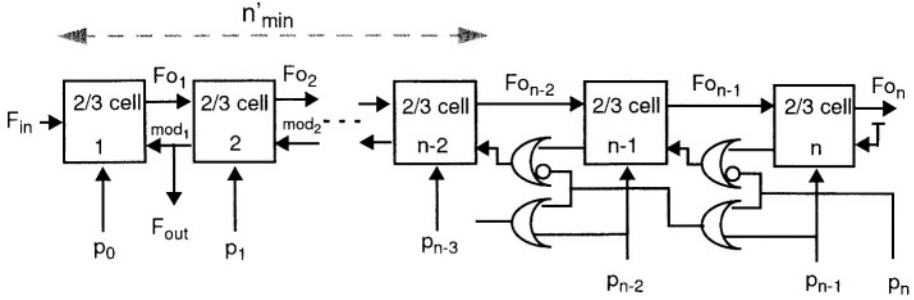 n'min
Fo1 Fo2 Fon-2 Fon-1 Fon
2/3 cell 2/3 cell 2/3 cell 2/3 cell 2/3 cell
Fin mod1 mod2
1 2 n-2 n-1 n
p0 Fout p1 pn-3 pn-2 pn-1 pn